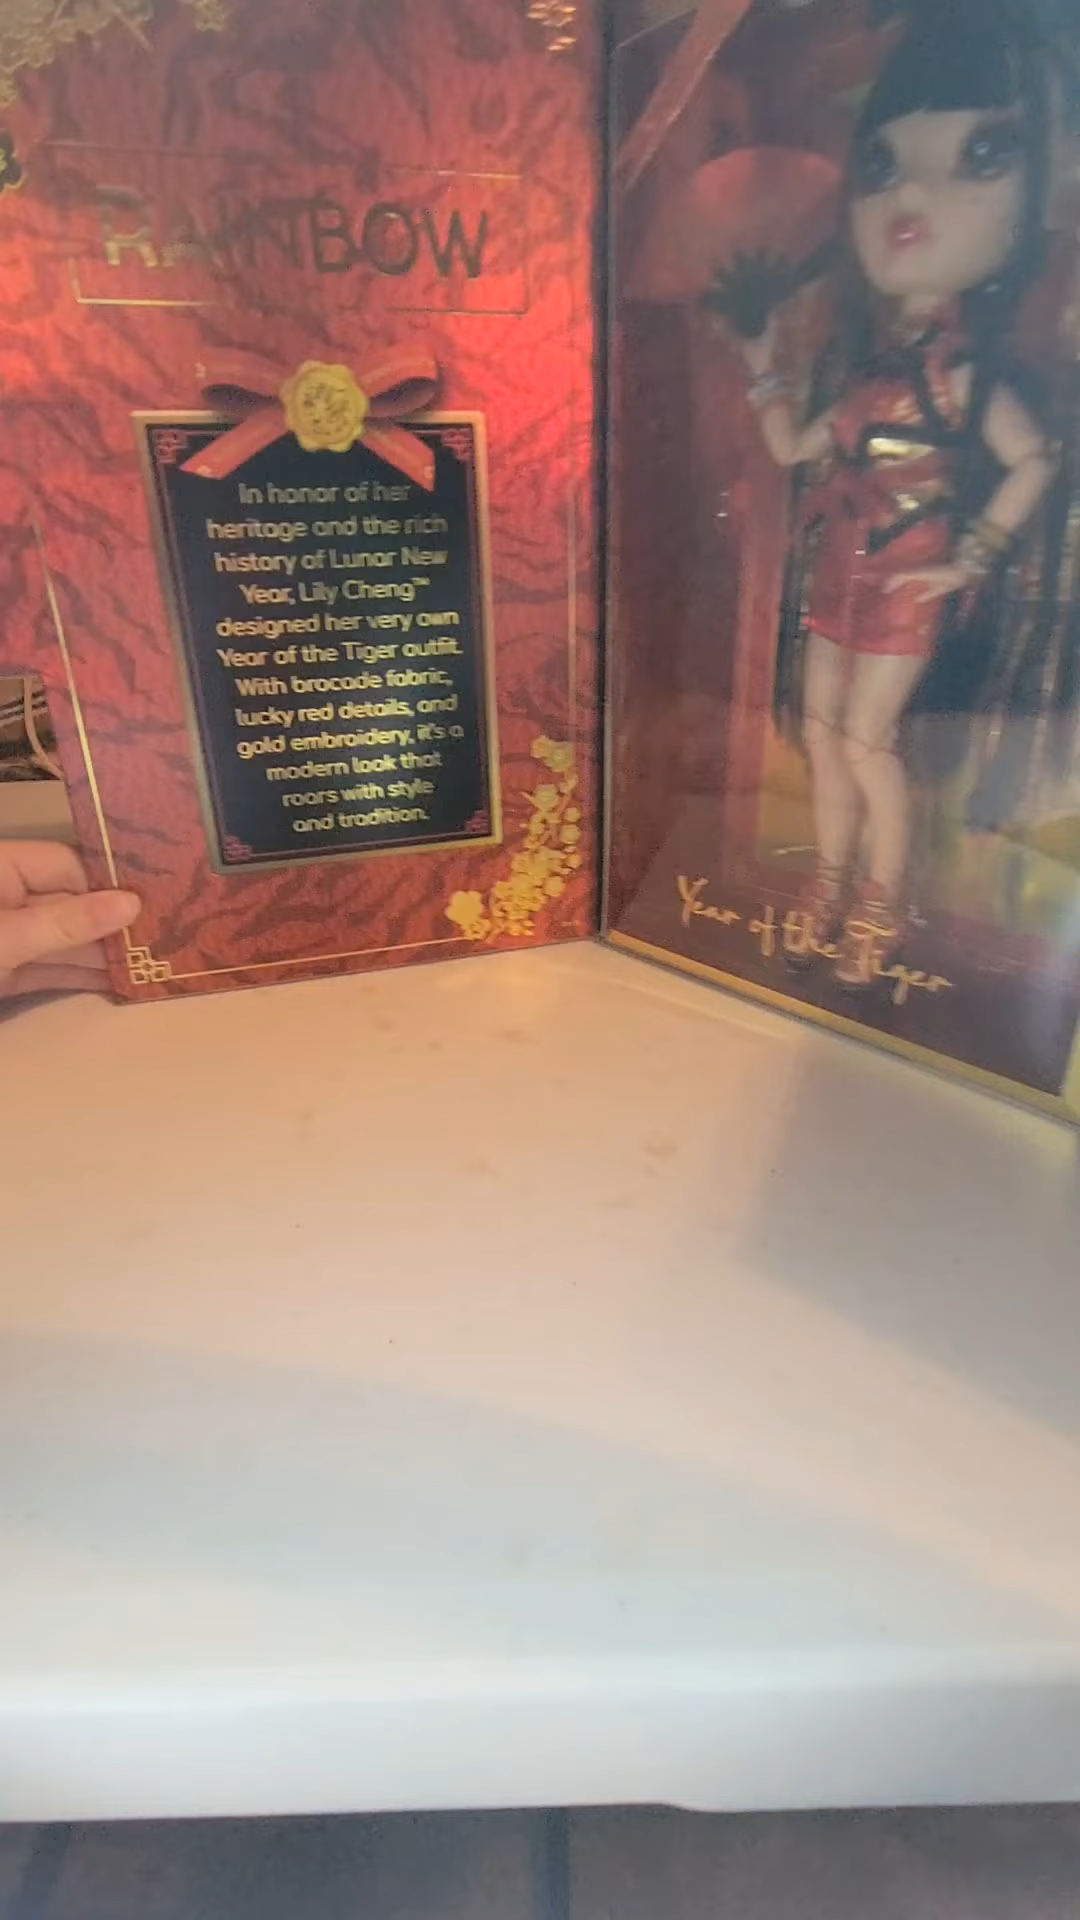 RAINBOW
In honor of her
heritage and the rich
history of Lunar New
Year, Lily Cheng™
designed her very own
Year of the Tiger outfit.
With brocade fabric,
lucky red details, and
gold embroidery, it's a
modern look that
roars with style
and tradition.
Year of the Tiger